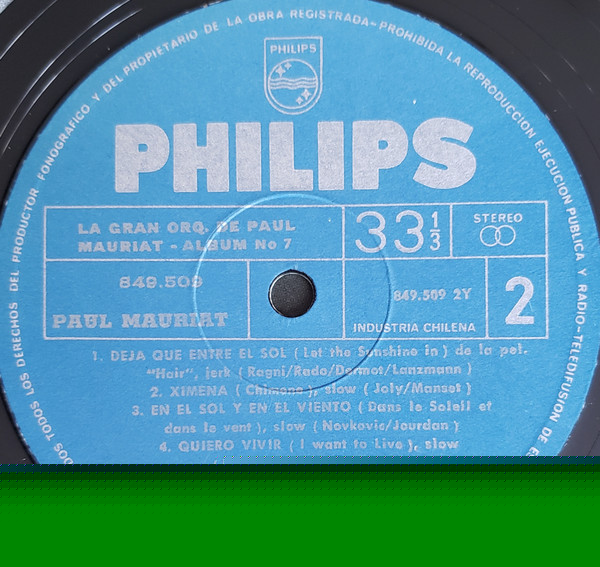 DEL PRODUCTOR FONOGRAFICO Y DEL PROPIETARIO DE LA OBRA REGISTRADA-PROHIBIDA LA REPRODUCCION EJECUCION PUBLICA Y RADIO-TELEDIFUSION DE
TODOS LOS DERECHOS
PHILIPS
PHILIPS
LA GRAN ORQ. DE PAUL
MAURIAT - ALBUM No 7
33 1/3
STEREO
849.509
PAUL MAURIAT
849.509 2Y
INDUSTRIA CHILENA
2
1. DEJA QUE ENTRE EL SOL ( Let the Sunshine in ) de la pel.
"Hair", jerk ( Ragni/Rado/Dermot/Lanzmann )
2. XIMENA ( Chimene ), slow ( Joly/Manset )
3. EN EL SOL Y EN EL VIENTO ( Dans le Soleil et
dans le vent ), slow ( Novkovic/Jourdan )
4. QUIERO VIVIR ( I want to Live ), slow